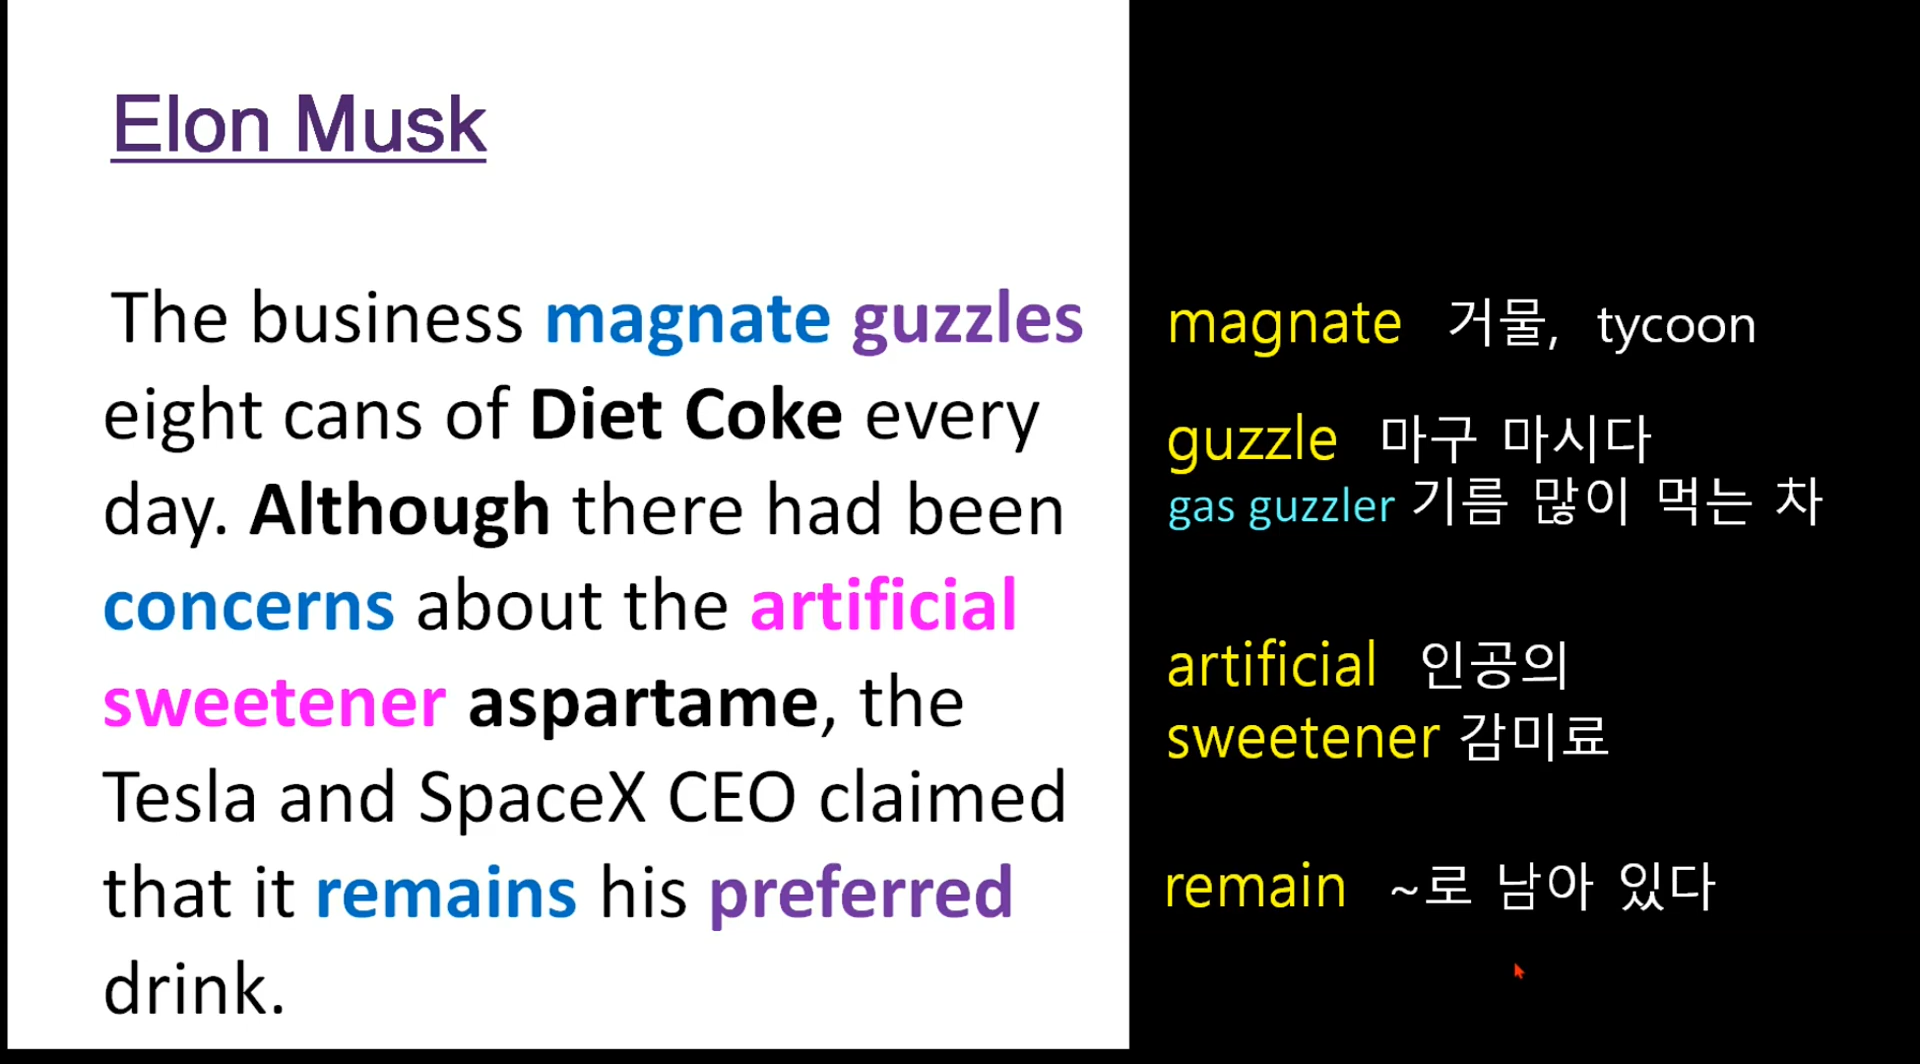 Elon Musk
The business magnate guzzles
eight cans of Diet Coke every
day. Although there had been
concerns about the artificial
sweetener aspartame, the
Tesla and SpaceX CEO claimed
that it remains his preferred
drink.
magnate 거물, tycoon
guzzle 마구 마시다
gas guzzler 기름 많이 먹는 차
artificial 인공의
sweetener 감미료
remain ~로 남아 있다